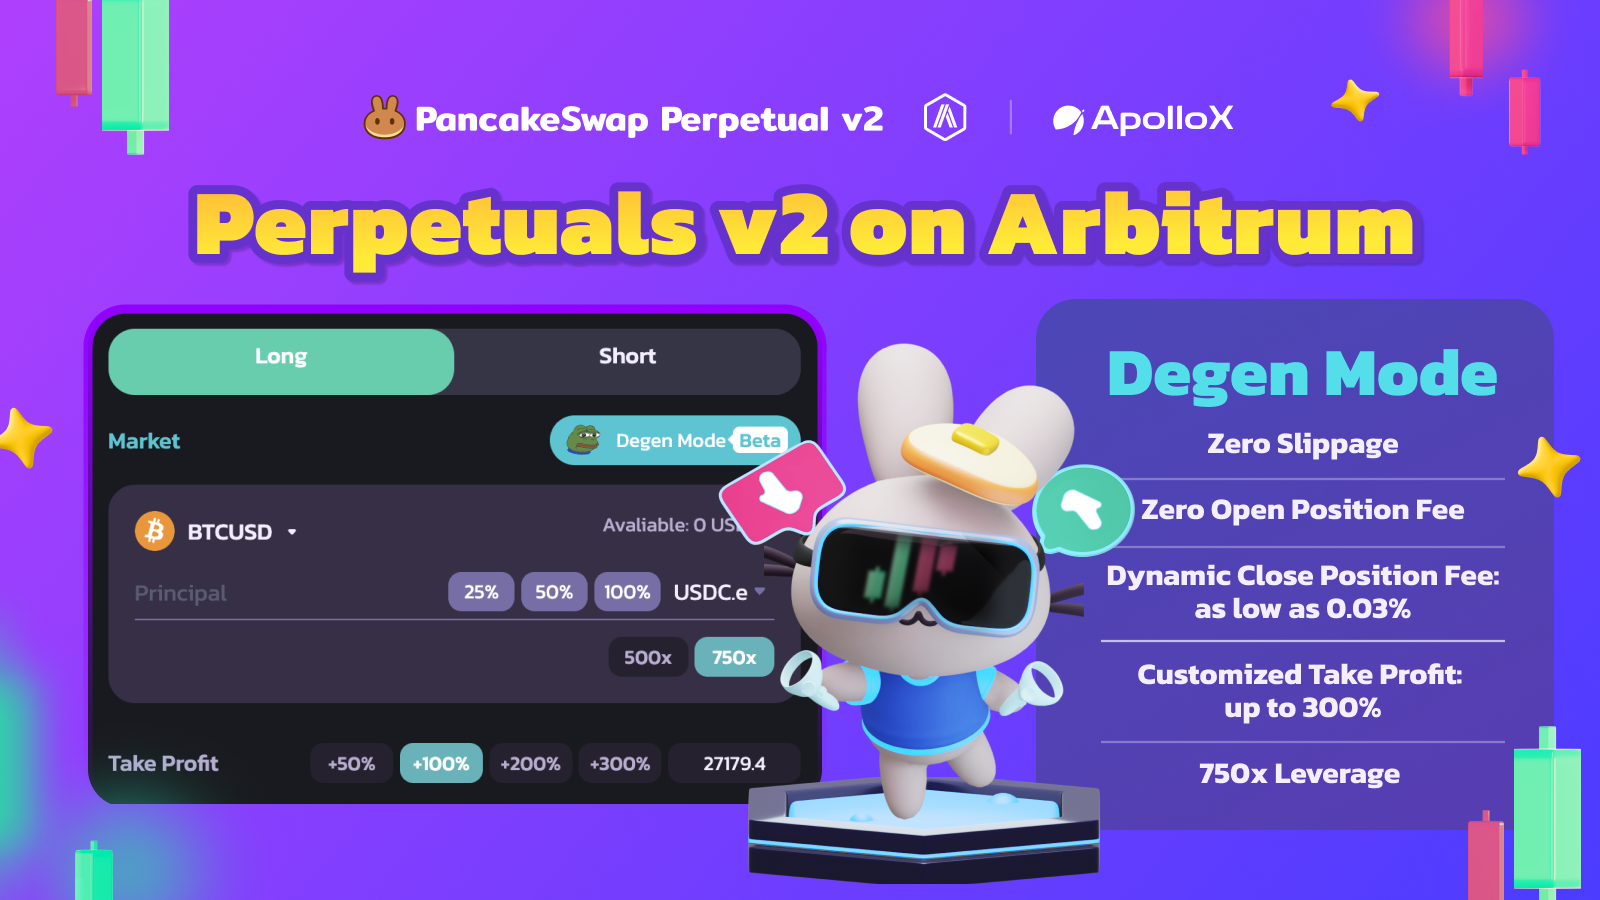 PancakeSwap Perpetual v2
ApolloX
Perpetuals v2 on Arbitrum
Long
Short
Market
Degen Mode Beta
BTCUSD
Avaliable: 0
Principal
25%
50%
100%
USDC.e
500x
750x
Take Profit
+50%
+100%
+200%
+300%
27179.4
Degen Mode
Zero Slippage
Zero Open Position Fee
Dynamic Close Position Fee:
as low as 0.03%
Customized Take Profit:
up to 300%
750x Leverage